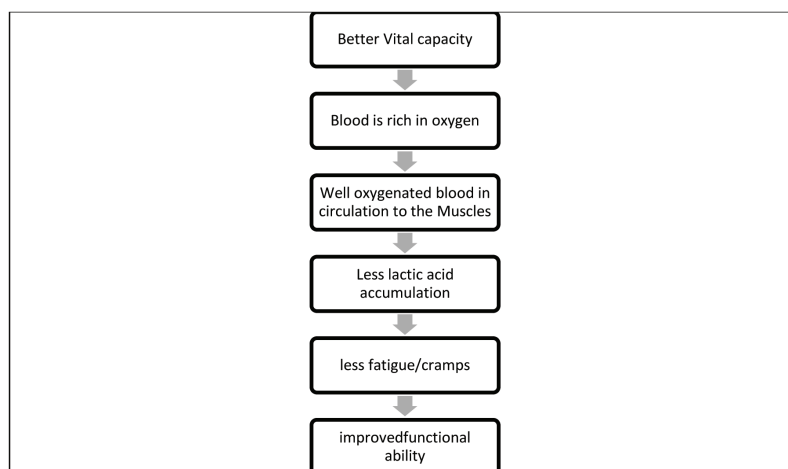 Better Vital capacity
Blood is rich in oxygen
Well oxygenated blood in
circulation to the Muscles
Less lactic acid
accumulation
less fatigue/cramps
improvedfunctional
ability